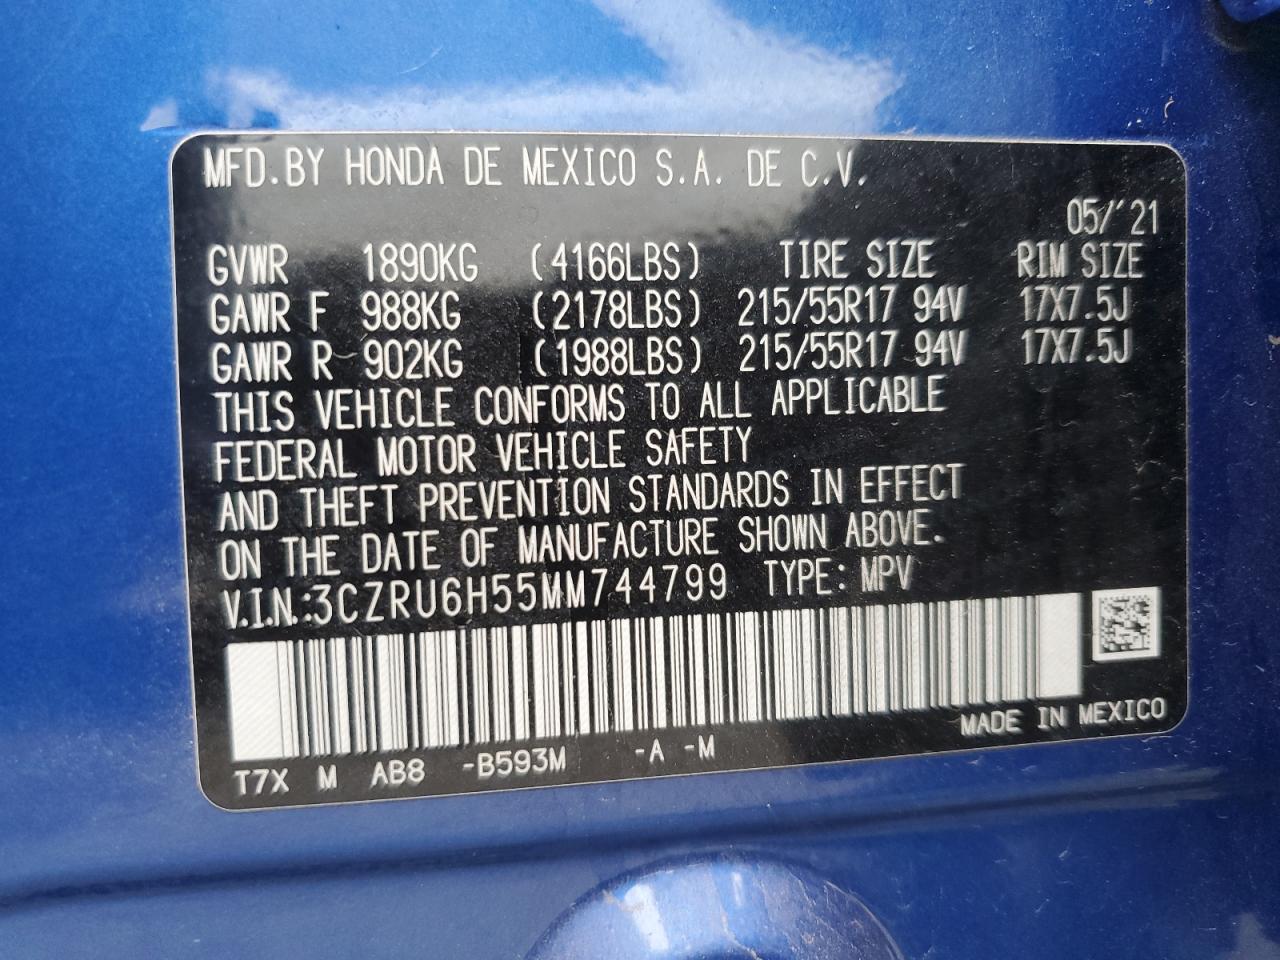 MFD.BY HONDA DE MEXICO S.A. DE C.V.
05/'21
GVWR 1890KG (4166LBS) TIRE SIZE RIM SIZE
GAWR F 988KG (2178LBS) 215/55R17 94V 17X7.5J
GAWR R 902KG (1988LBS) 215/55R17 94V 17X7.5J
THIS VEHICLE CONFORMS TO ALL APPLICABLE
FEDERAL MOTOR VEHICLE SAFETY
AND THEFT PREVENTION STANDARDS IN EFFECT
ON THE DATE OF MANUFACTURE SHOWN ABOVE.
V.I.N.:3CZRU6H55MM744799 TYPE: MPV
MADE IN MEXICO
T7X M AB8 -B593M -A -M